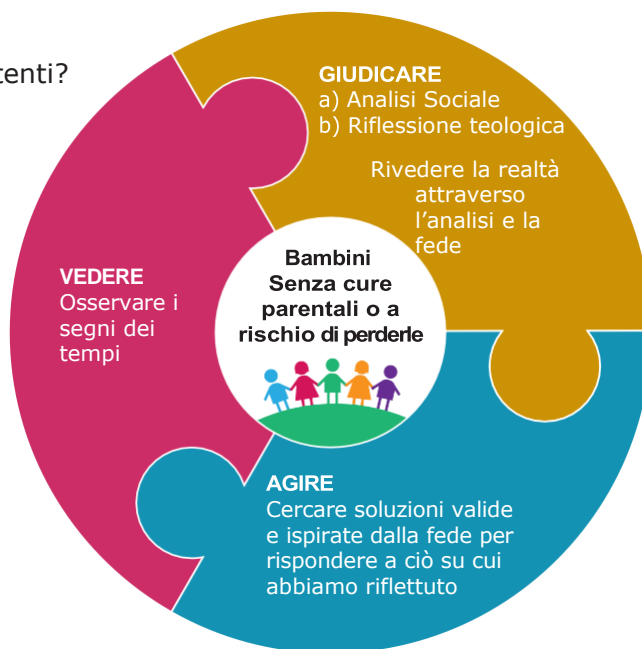 tenti?
GIUDICARE
a) Analisi Sociale
b) Riflessione teologica
Rivedere la realtà
attraverso
l'analisi e la
fede
VEDERE
Osservare i
segni dei
tempi
Bambini
Senza cure
parentali o a
rischio di perderle
AGIRE
Cercare soluzioni valide
e ispirate dalla fede per
rispondere a ciò su cui
abbiamo riflettuto